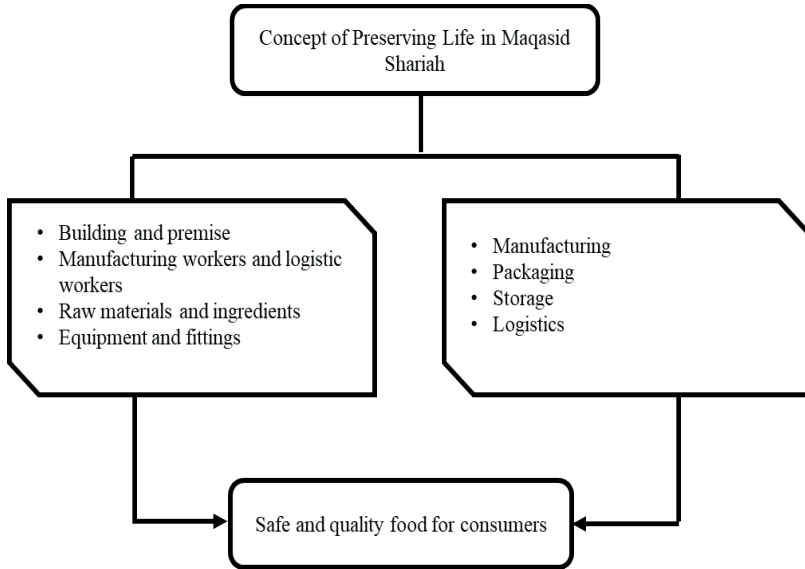 Concept of Preserving Life in Maqasid
Shariah
• Building and premise
• Manufacturing workers and logistic
workers
• Raw materials and ingredients
• Equipment and fittings
• Manufacturing
• Packaging
• Storage
• Logistics
Safe and quality food for consumers